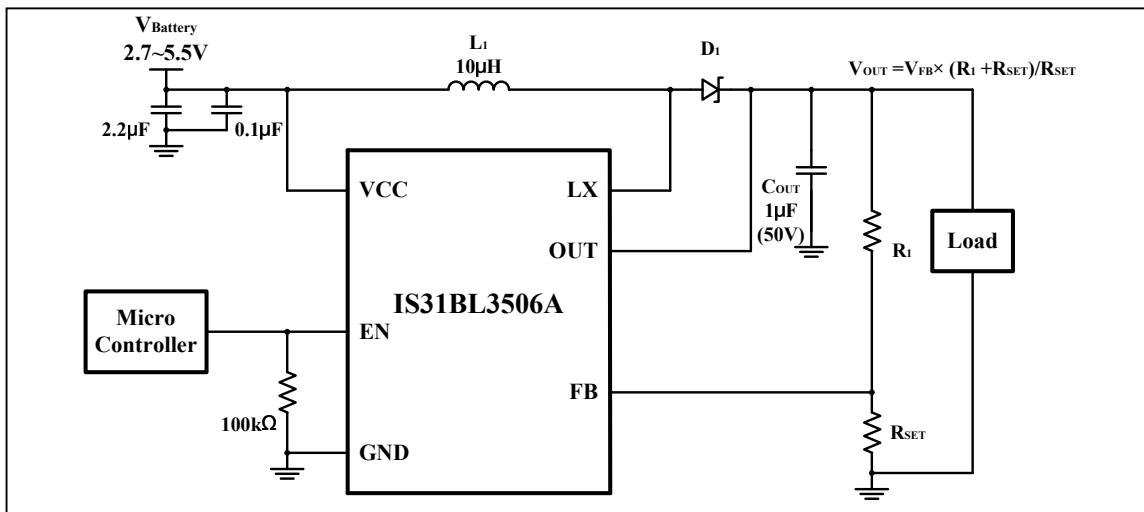 VBattery
2.7~5.5V
L1
10μH
D1
VOUT =VFB× (R1 +RSET)/RSET
2.2μF
0.1μF
VCC
LX
COUT
1μF
(50V)
R1
Load
OUT
IS31BL3506A
Micro
Controller
EN
FB
100kΩ
RSET
GND